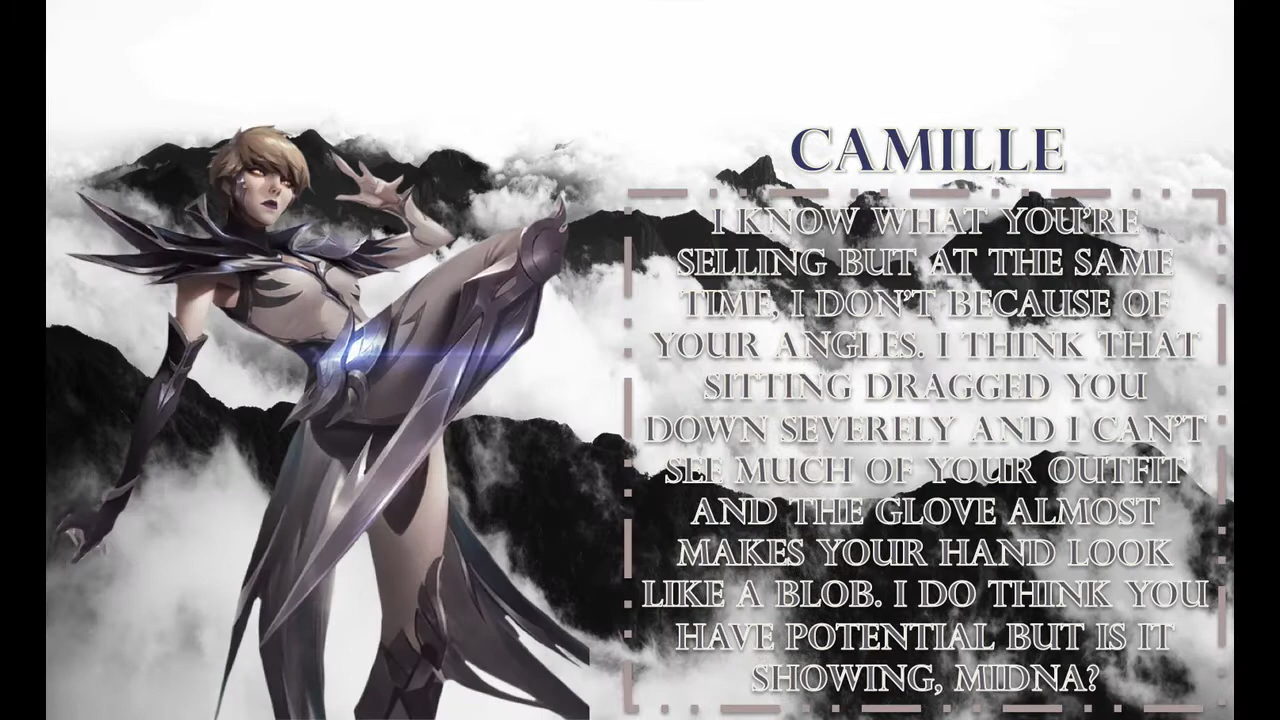 CAMILLE
I KNOW WHAT YOU'RE
SELLING BUT AT THE SAME
TIME, I DON'T BECAUSE OF
YOUR ANGLES. I THINK THAT
SITTING DRAGGED YOU
DOWN SEVERELY AND I CAN'T
SEE MUCH OF YOUR OUTFIT
AND THE GLOVE ALMOST
MAKES YOUR HAND LOOK
LIKE A BLOB. I DO THINK YOU
HAVE POTENTIAL BUT IS IT
SHOWING, MIDNA?